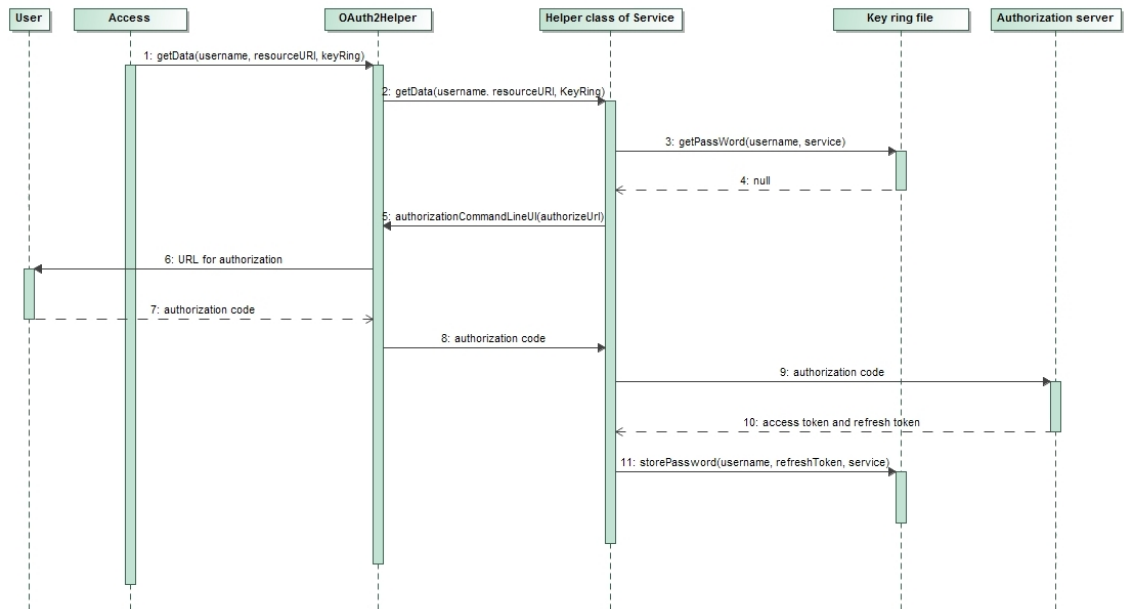 User
Access
OAuth2Helper
Helper class of Service
Key ring file
Authorization server
1: getData(username, resourceURI, keyRing)
2: getData(username. resourceURI, KeyRing)
3: getPassWord(username, service)
4: null
5: authorizationCommandLineUI(authorizeUrl)
6: URL for authorization
7: authorization code
8: authorization code
9: authorization code
10: access token and refresh token
11: storePassword(username, refreshToken, service)